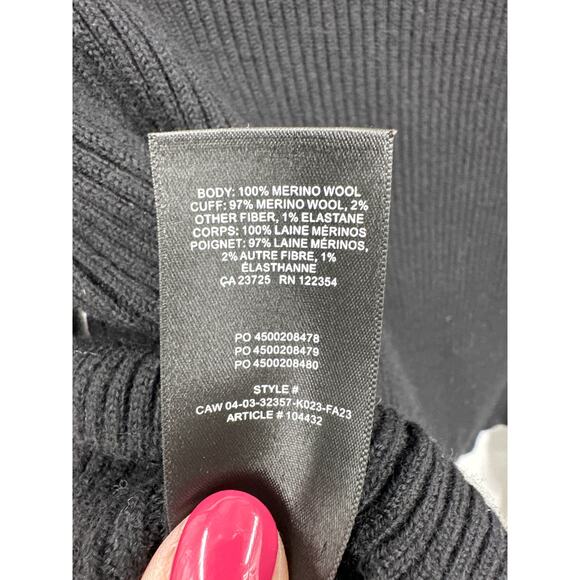 BODY: 100% MERINO WOOL
CUFF: 97% MERINO WOOL, 2%
OTHER FIBER, 1% ELASTANE
CORPS: 100% LAINE MÉRINOS
POIGNET: 97% LAINE MÉRINOS,
2% AUTRE FIBRE, 1%
ÉLASTHANNE
CA 23725 RN 122354
PO 4500208478
PO 4500208479
PO 4500208480
STYLE #
CAW 04-03-32357-K023-FA23
ARTICLE # 104432